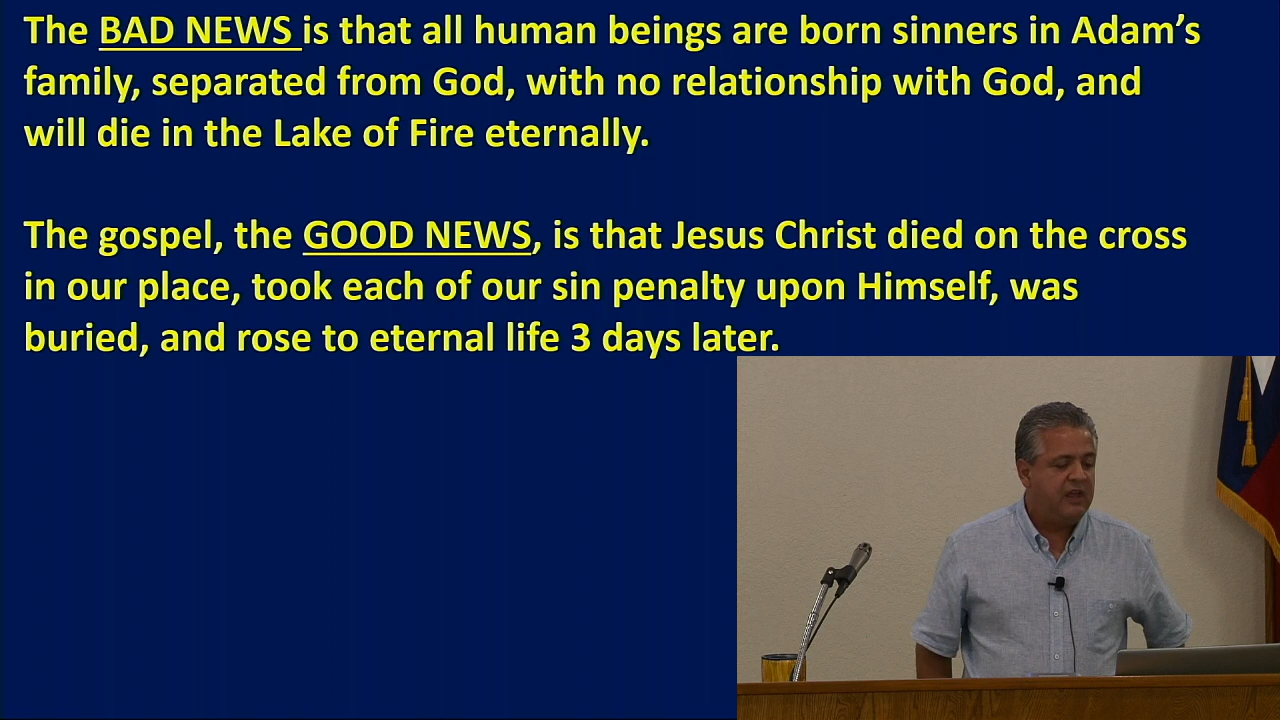 The BAD NEWS is that all human beings are born sinners in Adam’s
family, separated from God, with no relationship with God, and
will die in the Lake of Fire eternally.
The gospel, the GOOD NEWS, is that Jesus Christ died on the cross
in our place, took each of our sin penalty upon Himself, was
buried, and rose to eternal life 3 days later.